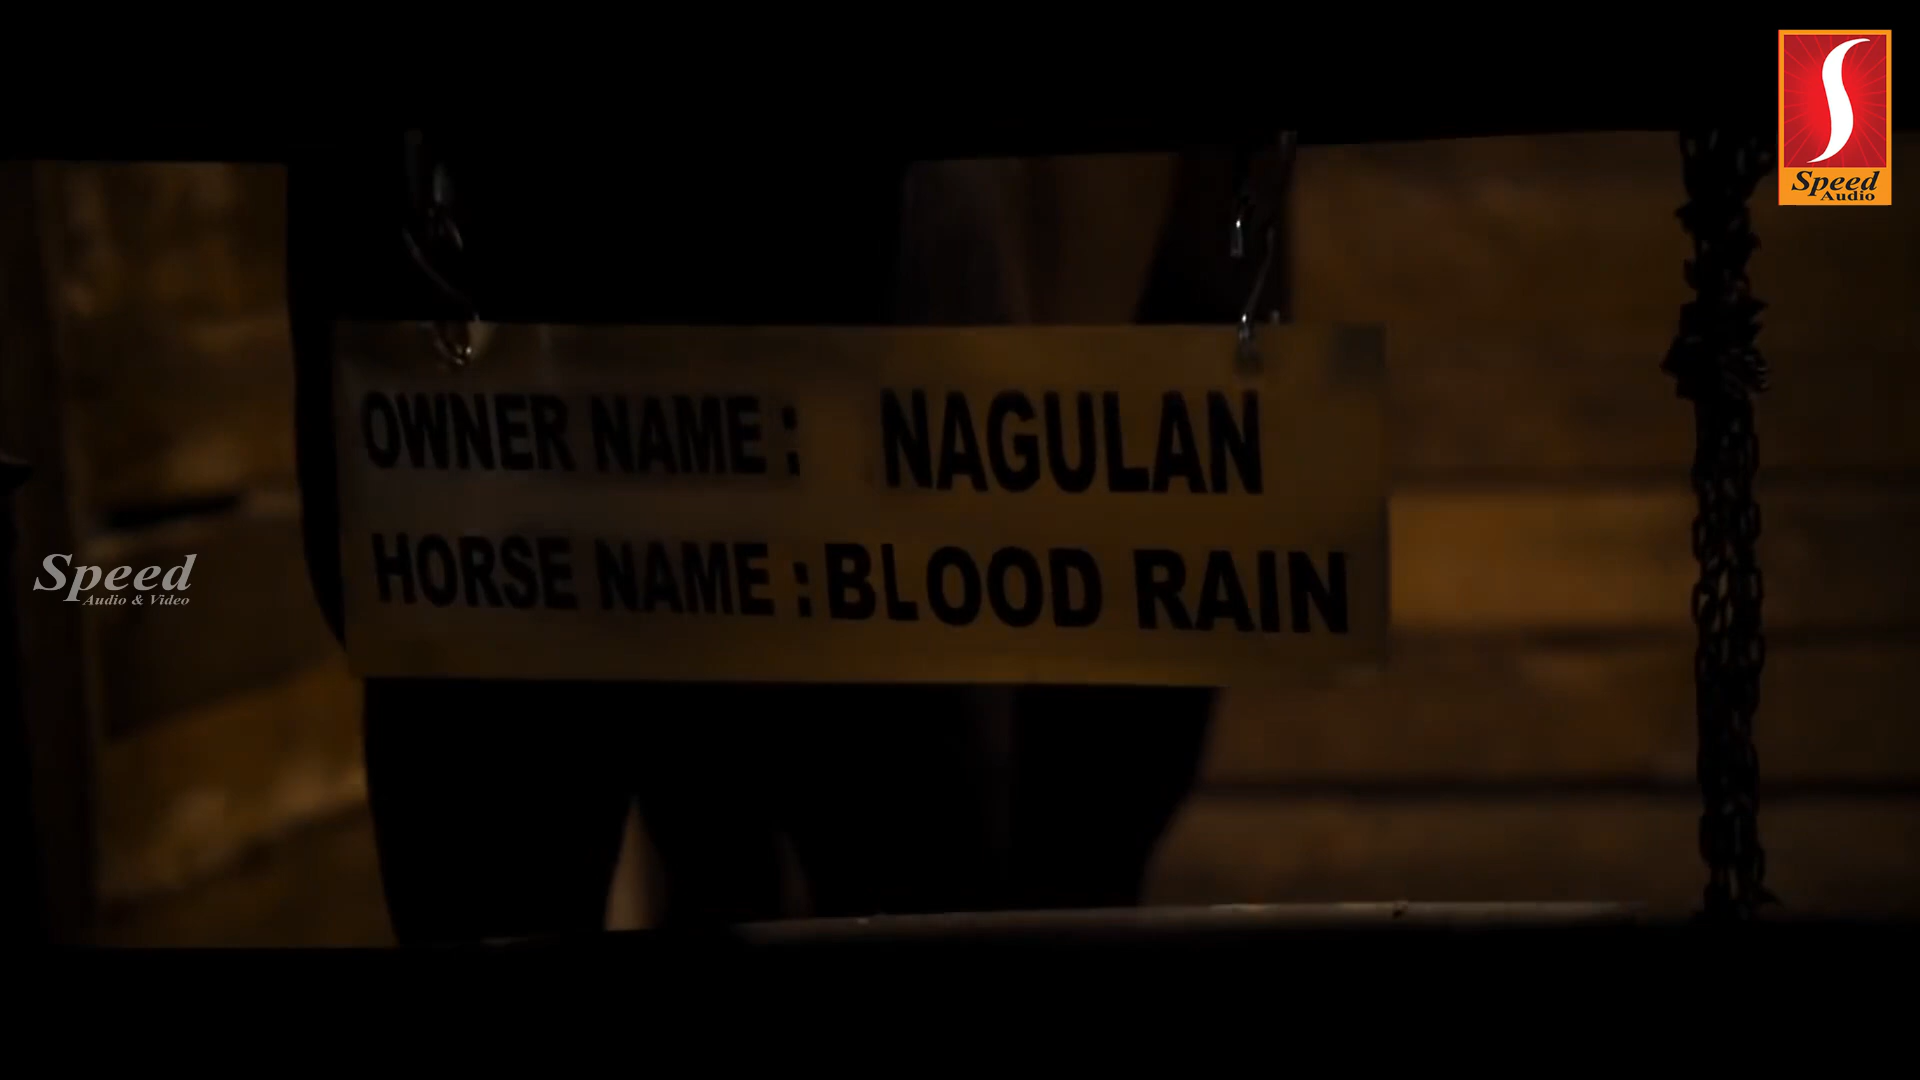 Speed
Audio
OWNER NAME : NAGULAN
HORSE NAME : BLOOD RAIN
Speed
Audio & Video